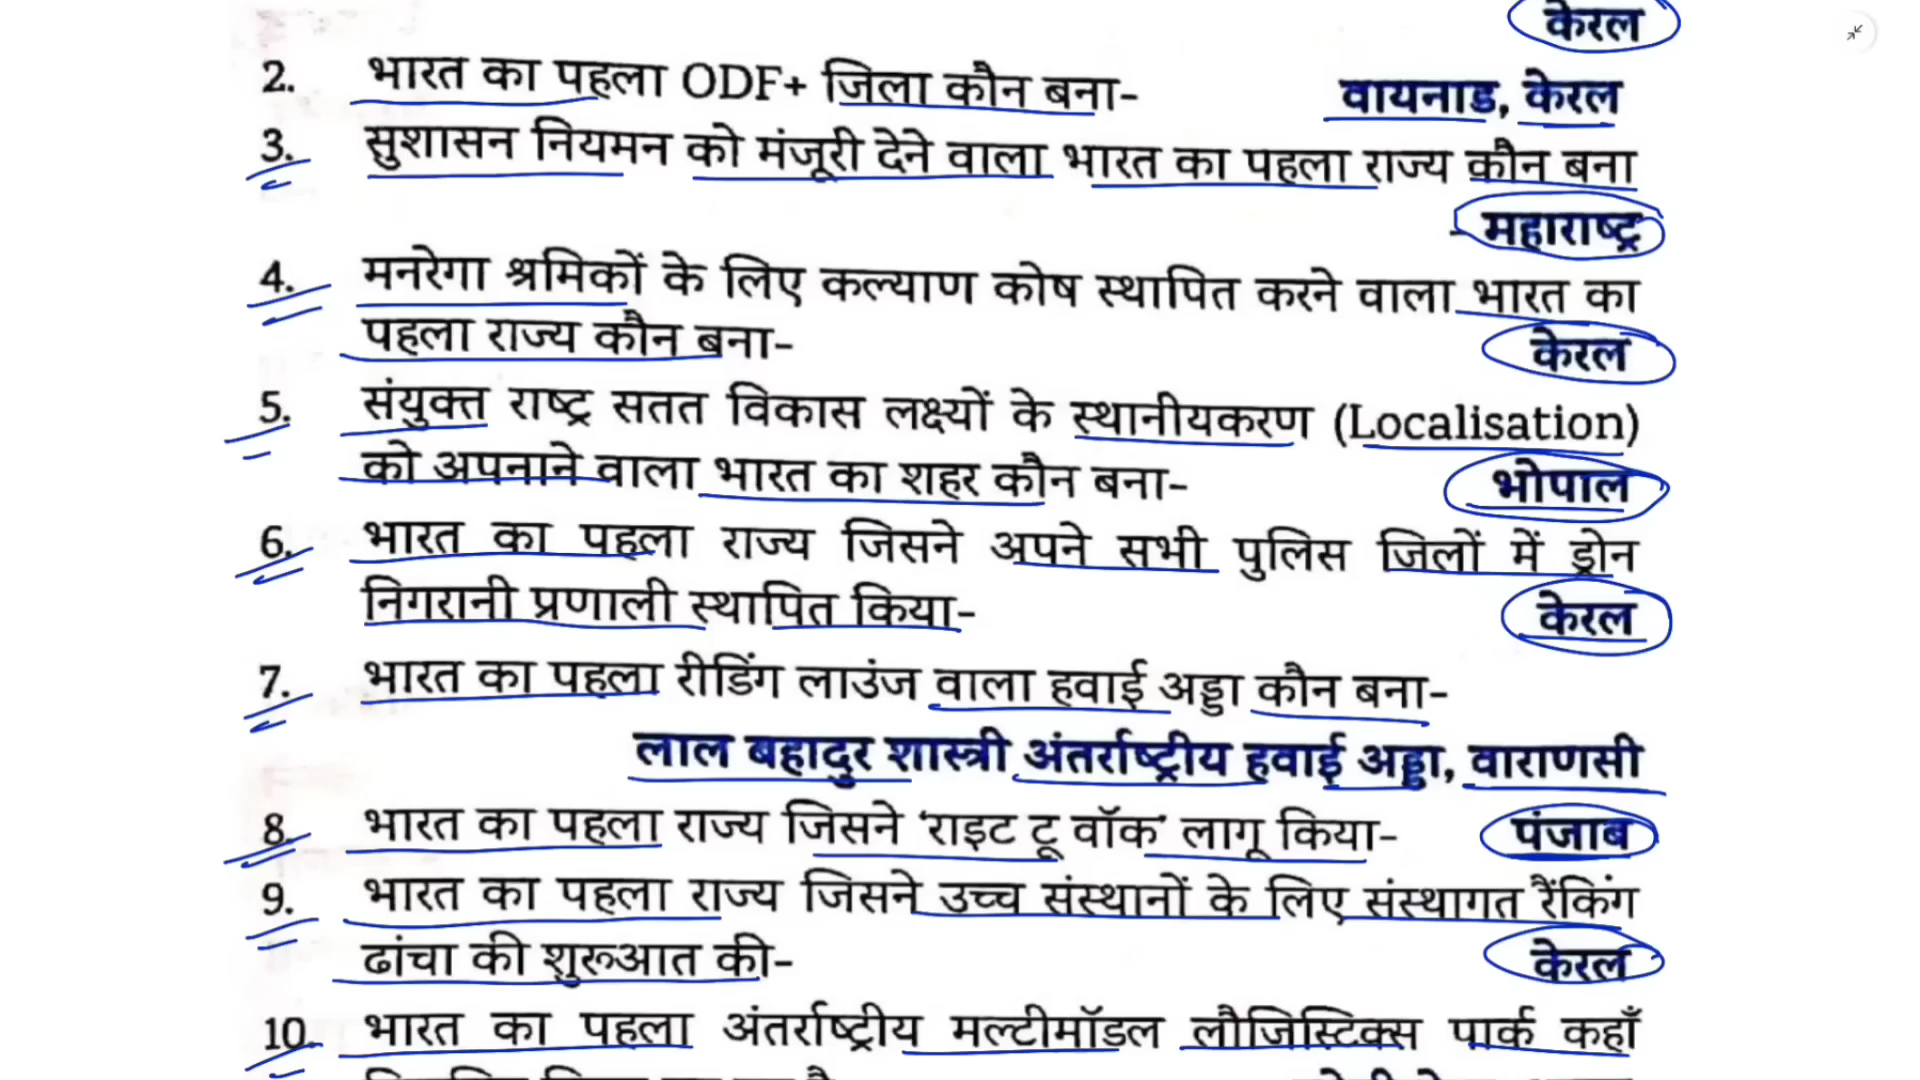 केरल
2. भारत का पहला ODF+ जिला कौन बना- वायनाड, केरल
3. सुशासन नियमन को मंजूरी देने वाला भारत का पहला राज्य कौन बना
- महाराष्ट्र
4. मनरेगा श्रमिकों के लिए कल्याण कोष स्थापित करने वाला भारत का
पहला राज्य कौन बना- केरल
5. संयुक्त राष्ट्र सतत विकास लक्ष्यों के स्थानीयकरण (Localisation)
को अपनाने वाला भारत का शहर कौन बना- भोपाल
6. भारत का पहला राज्य जिसने अपने सभी पुलिस जिलों में ड्रोन
निगरानी प्रणाली स्थापित किया- केरल
7. भारत का पहला रीडिंग लाउंज वाला हवाई अड्डा कौन बना-
लाल बहादुर शास्त्री अंतर्राष्ट्रीय हवाई अड्डा, वाराणसी
8. भारत का पहला राज्य जिसने 'राइट टू वॉक' लागू किया- पंजाब
9. भारत का पहला राज्य जिसने उच्च संस्थानों के लिए संस्थागत रैंकिंग
ढांचा की शुरूआत की- केरल
10. भारत का पहला अंतर्राष्ट्रीय मल्टीमॉडल लौजिस्टिक्स पार्क कहाँ